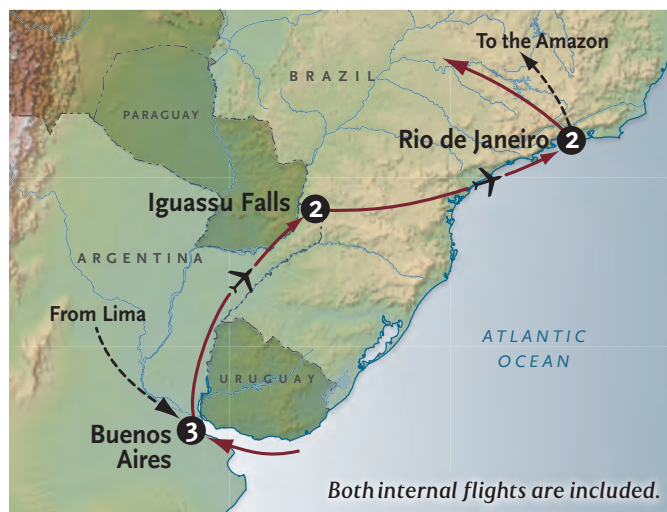 To the Amazon
BRAZIL
PARAGUAY
Rio de Janeiro 2
Iguassu Falls 2
ARGENTINA
From Lima
ATLANTIC
OCEAN
URUGUAY
Buenos 3
Aires
Both internal flights are included.